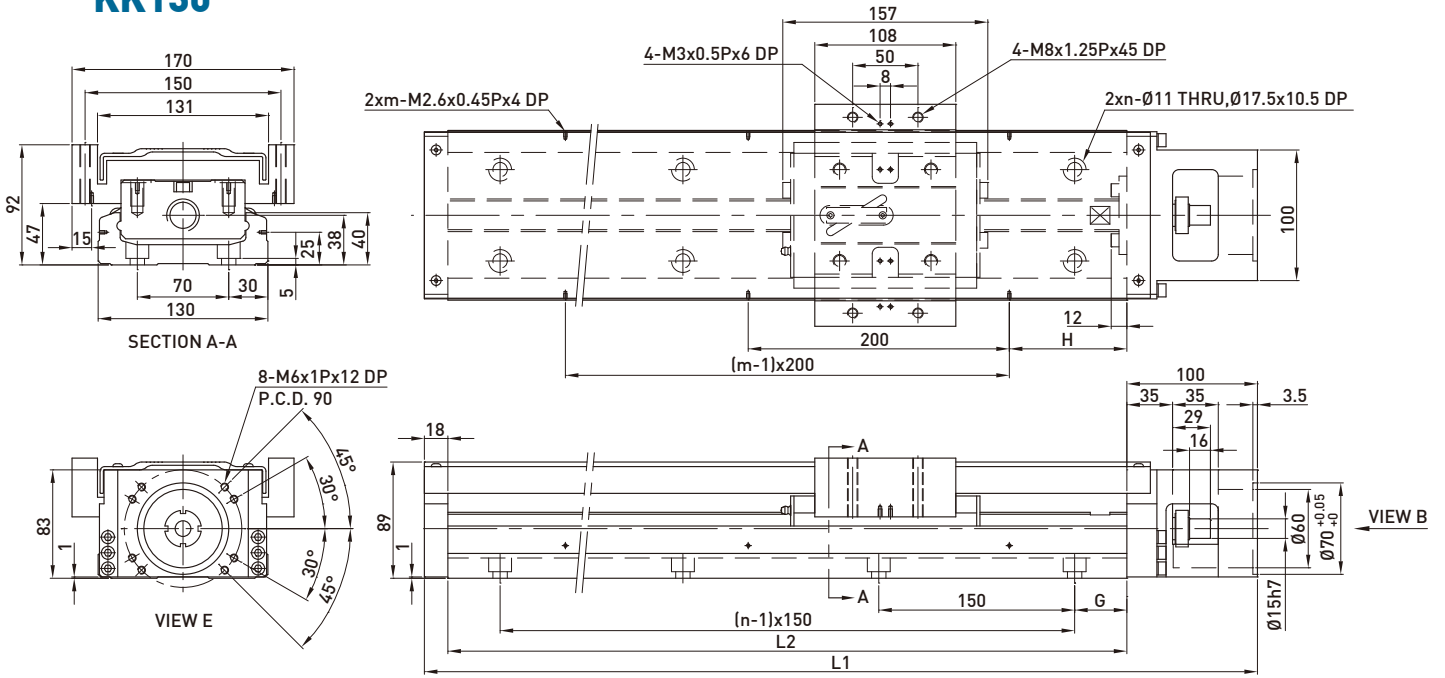 KK130
170
150
131
92
47
15
25
38
40
5
70
30
130
SECTION A-A
2xm-M2.6x0.45Px4 DP
4-M3x0.5Px6 DP
157
108
50
8
4-M8x1.25Px45 DP
2xn-Ø11 THRU,Ø17.5x10.5 DP
100
12
200
H
(m-1)x200
8-M6x1Px12 DP
P.C.D. 90
45°
30°
30°
45°
83
1
VIEW E
18
89
1
A
A
150
G
(n-1)x150
L2
L1
100
35
35
3.5
29
16
Ø60
Ø70 +0.05 +0
Ø15h7
VIEW B